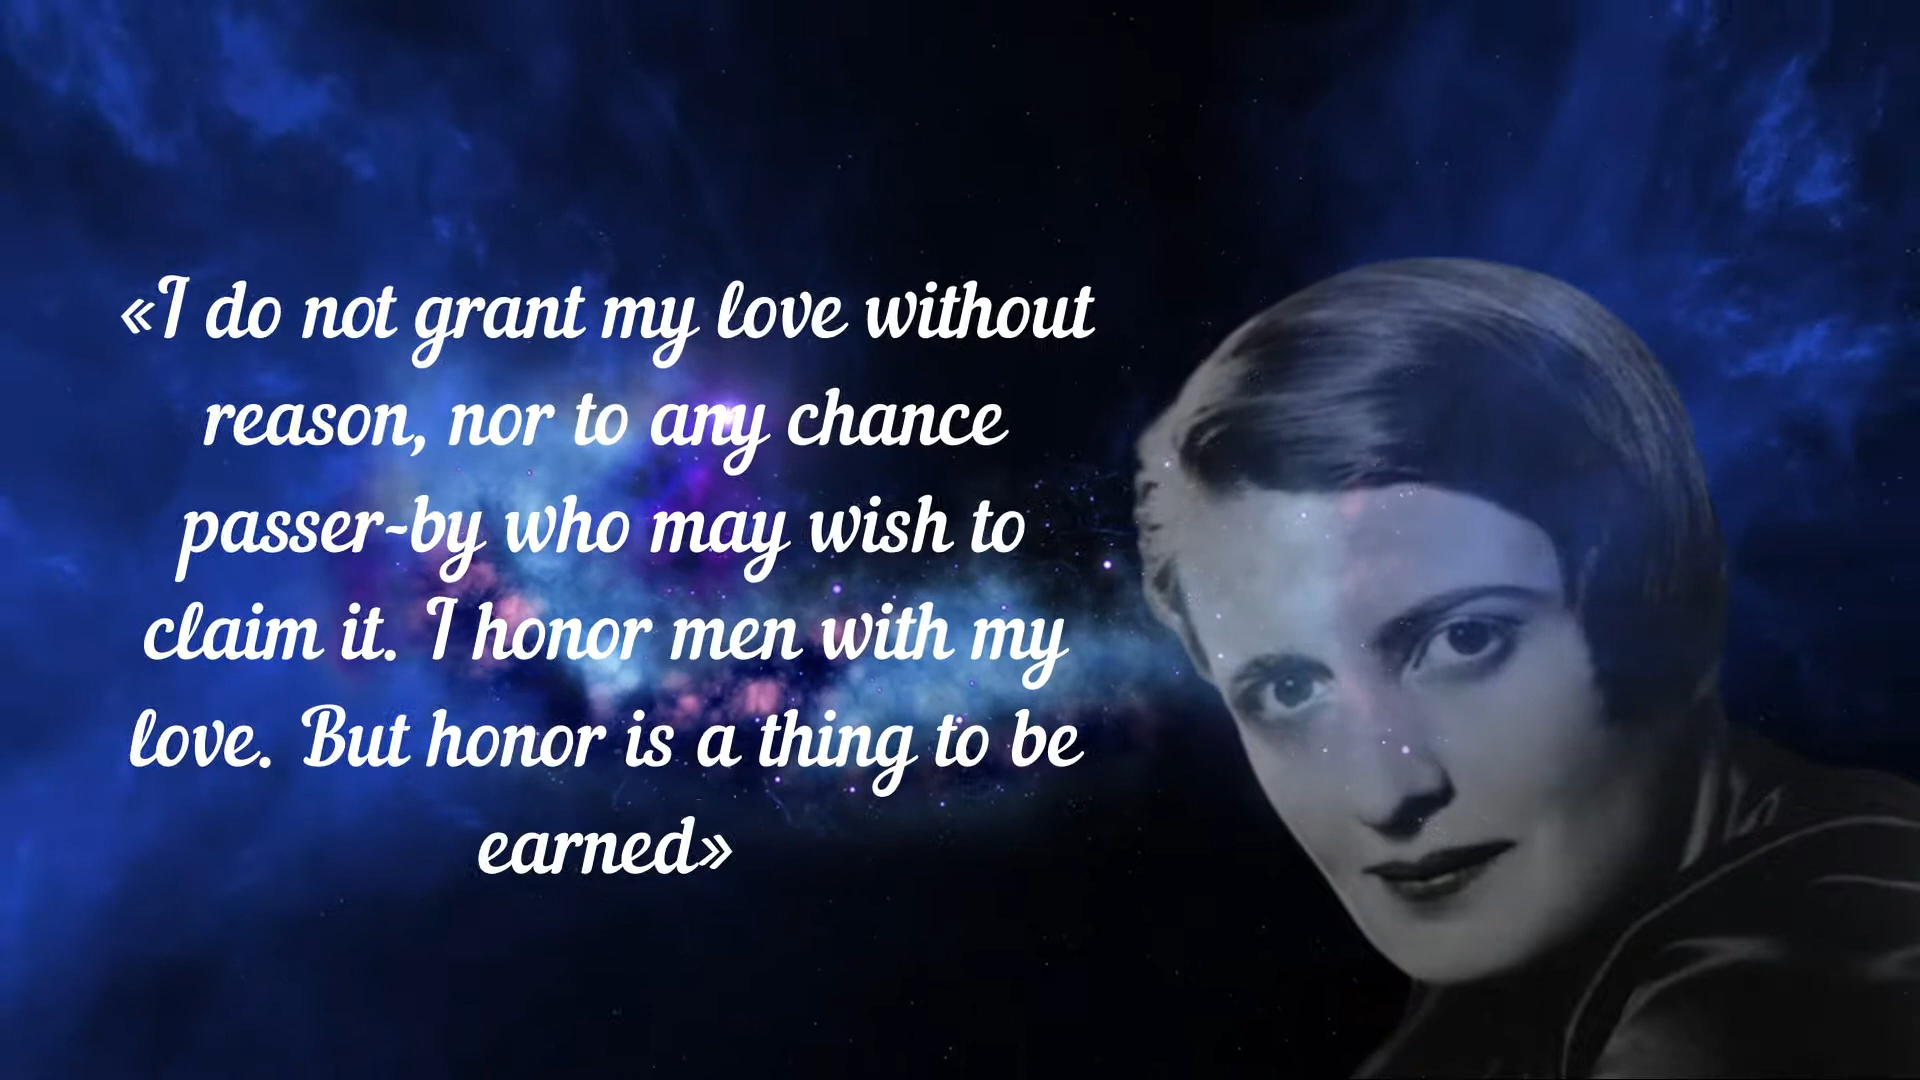 «I do not grant my love without
reason, nor to any chance
passer-by who may wish to
claim it. I honor men with my
love. But honor is a thing to be
earned»